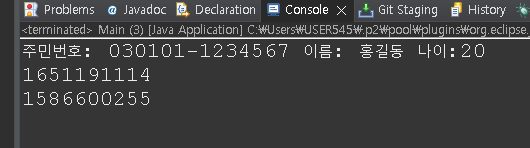 Problems Javadoc Declaration Console Git Staging History
<terminated> Main (3) [Java Application] C:₩Users₩USER545₩.p2₩pool₩plugins₩org.eclipse.
주민번호: 030101-1234567 이름: 홍길동 나이:20
1651191114
1586600255